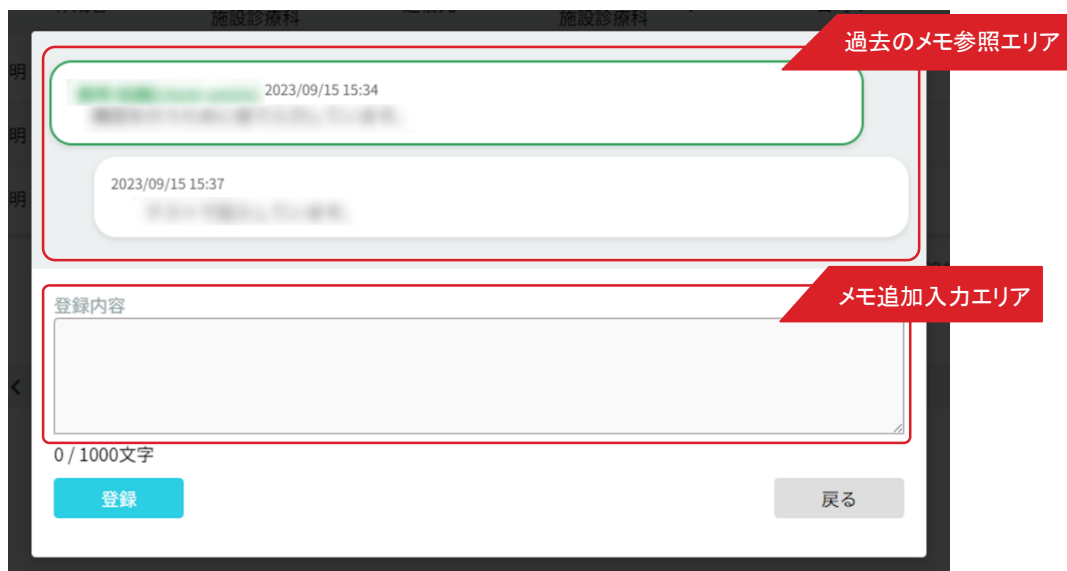 施設診療科
施設診療科
過去のメモ参照エリア
明
2023/09/15 15:34
明
明
2023/09/15 15:37
メモ追加入力エリア
登録内容
0 / 1000文字
登録
戻る